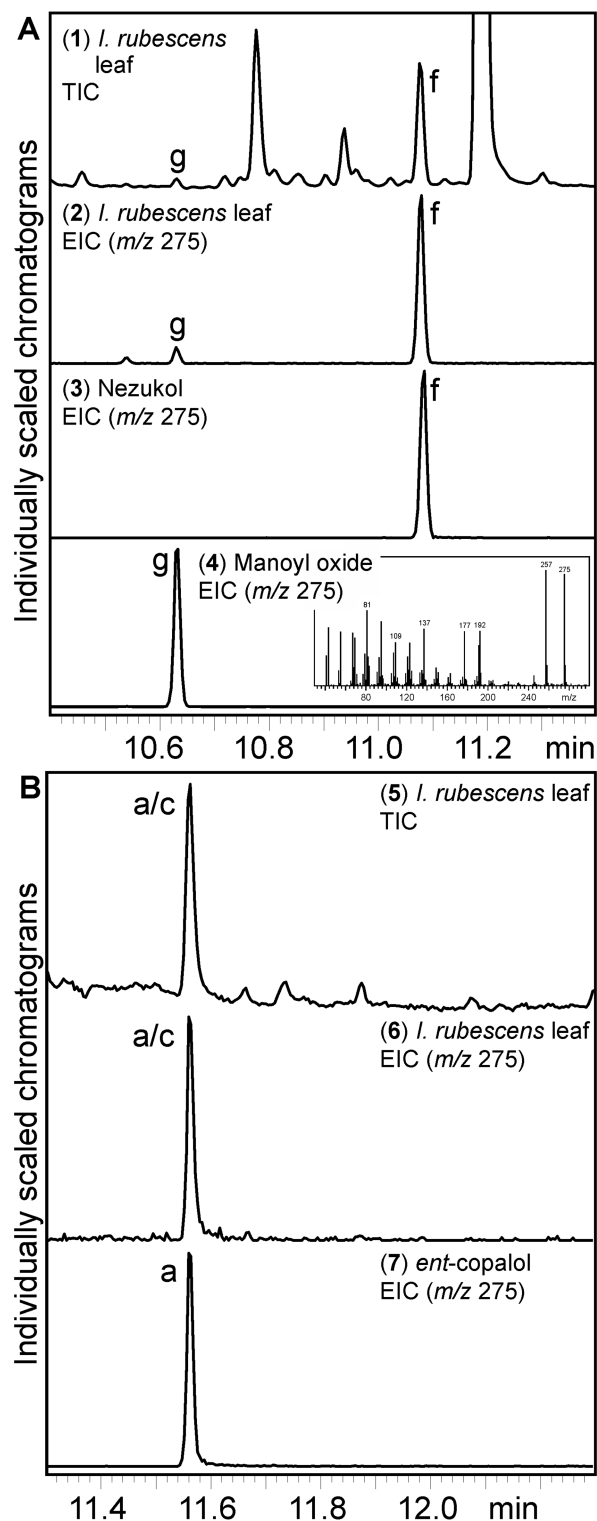 A
(1) I. rubescens
leaf
TIC
g
f
(2) I. rubescens leaf
EIC (m/z 275)
g
f
(3) Nezukol
EIC (m/z 275)
f
g
(4) Manoyl oxide
EIC (m/z 275)
81
109
137
177
192
257
275
80 120 160 200 240 m/z
10.6 10.8 11.0 11.2 min
Individually scaled chromatograms
B
a/c
(5) I. rubescens leaf
TIC
a/c
(6) I. rubescens leaf
EIC (m/z 275)
a
(7) ent-copalol
EIC (m/z 275)
11.4 11.6 11.8 12.0 min
Individually scaled chromatograms